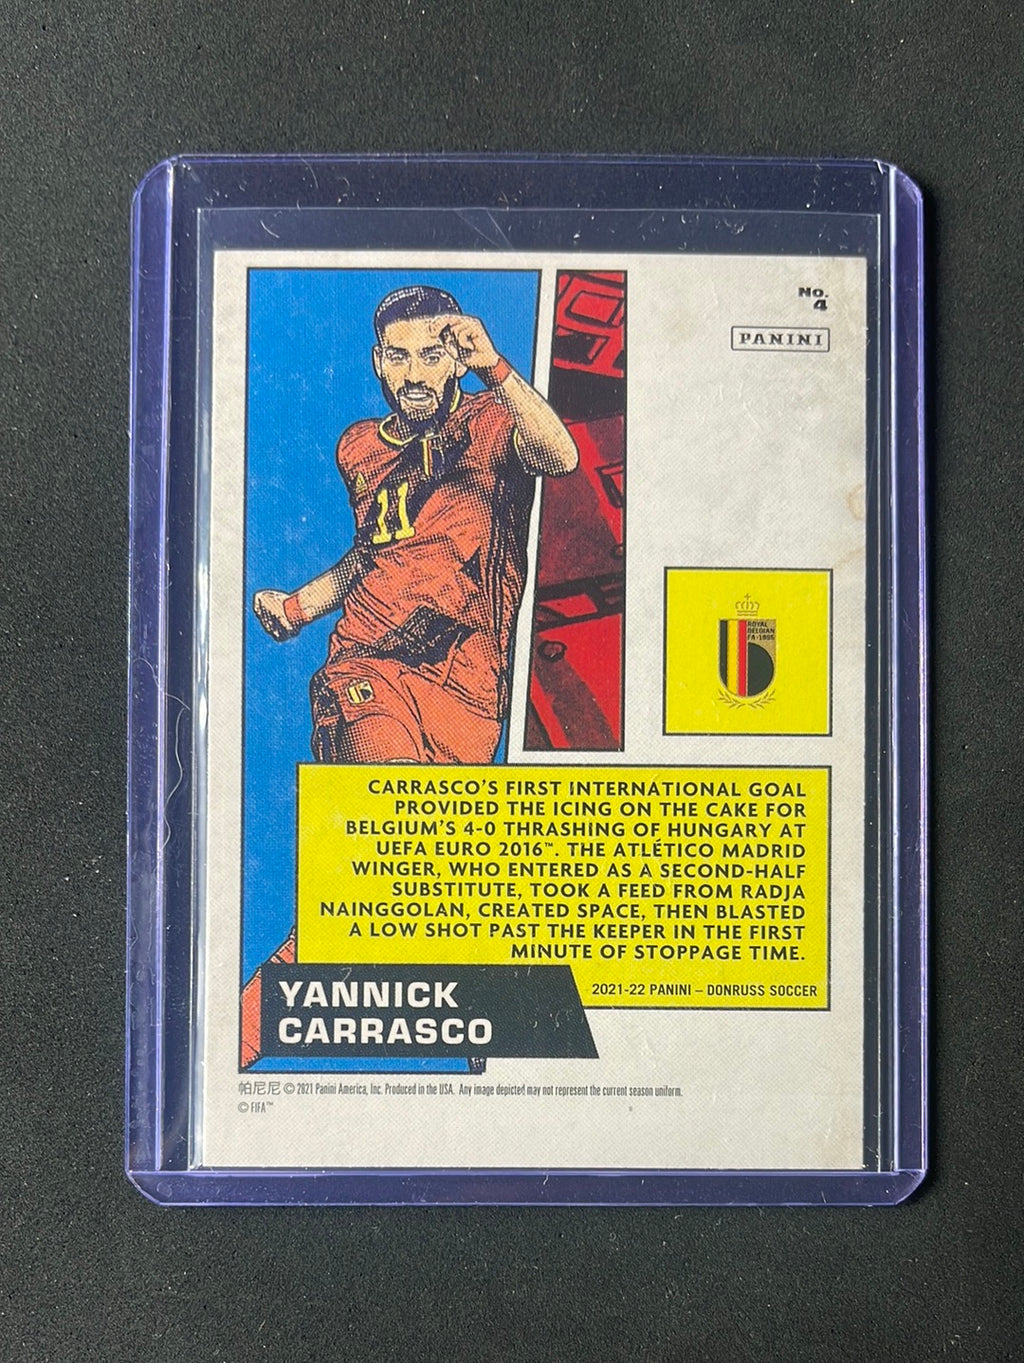 No.
4
PANINI
11
ROYAL
BELGIAN
FA-1895
CARRASCO'S FIRST INTERNATIONAL GOAL
PROVIDED THE ICING ON THE CAKE FOR
BELGIUM'S 4-0 THRASHING OF HUNGARY AT
UEFA EURO 2016™. THE ATLÉTICO MADRID
WINGER, WHO ENTERED AS A SECOND-HALF
SUBSTITUTE, TOOK A FEED FROM RADJA
NAINGGOLAN, CREATED SPACE, THEN BLASTED
A LOW SHOT PAST THE KEEPER IN THE FIRST
MINUTE OF STOPPAGE TIME.
2021-22 PANINI – DONRUSS SOCCER
YANNICK
CARRASCO
帕尼尼 © 2021 Panini America, Inc. Produced in the USA. Any image depicted may not represent the current season uniform.
© FIFA™